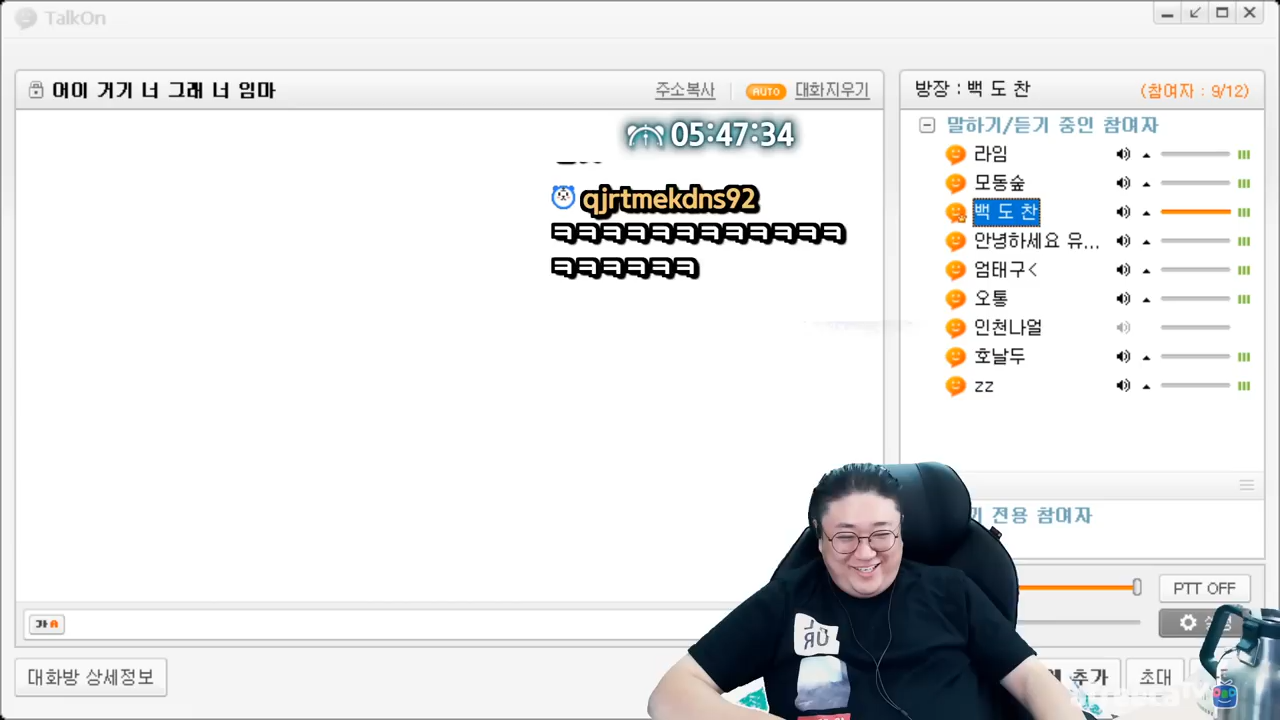 TalkOn
어이 거기 너 그래 너 임마
주소복사
AUTO
대화지우기
05:47:34
qjrtmekdns92
ㅋㅋㅋㅋㅋㅋㅋㅋㅋㅋㅋㅋ
ㅋㅋㅋㅋㅋㅋ
방장 : 백 도 찬
(참여자 : 9/12)
말하기/듣기 중인 참여자
라임
모동숲
백 도 찬
안녕하세요 유...
엄태구<
오통
인천나얼
호날두
zz
전용 참여자
PTT OFF
가
대화방 상세정보
추가
초대